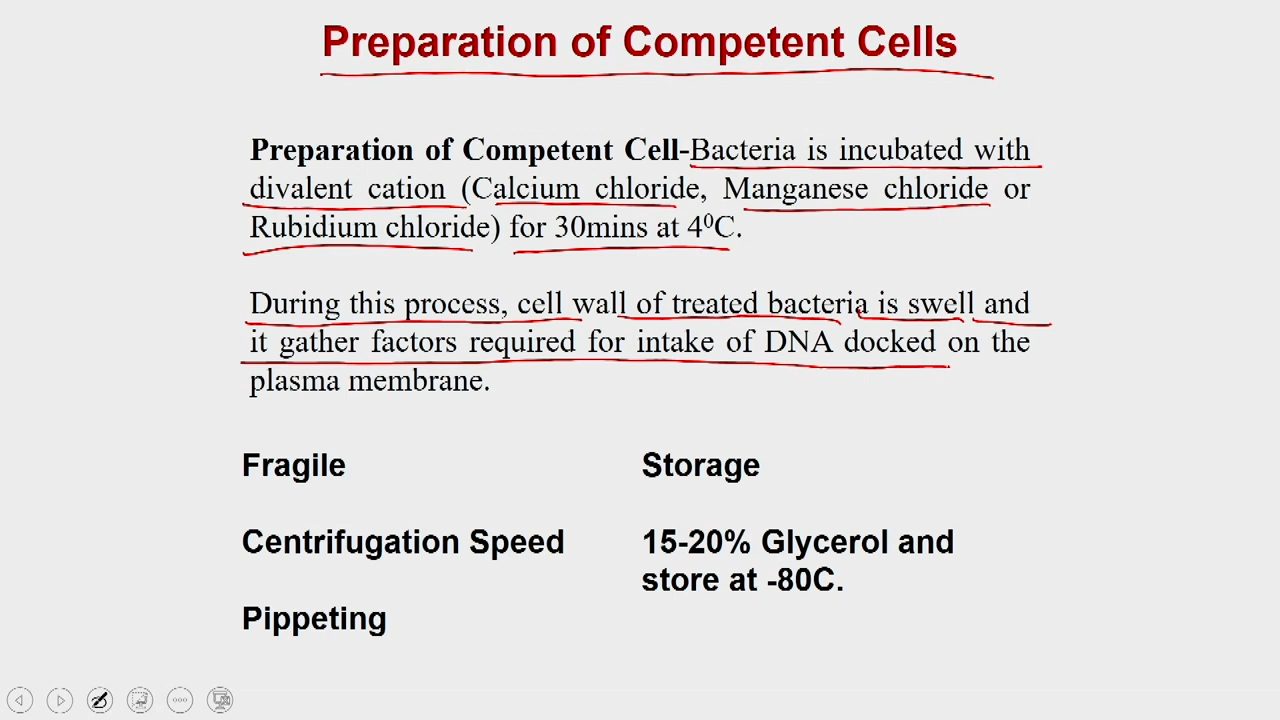 Preparation of Competent Cells
Preparation of Competent Cell-Bacteria is incubated with
divalent cation (Calcium chloride, Manganese chloride or
Rubidium chloride) for 30mins at 4⁰C.
During this process, cell wall of treated bacteria is swell and
it gather factors required for intake of DNA docked on the
plasma membrane.
Fragile
Centrifugation Speed
Pippeting
Storage
15-20% Glycerol and
store at -80C.